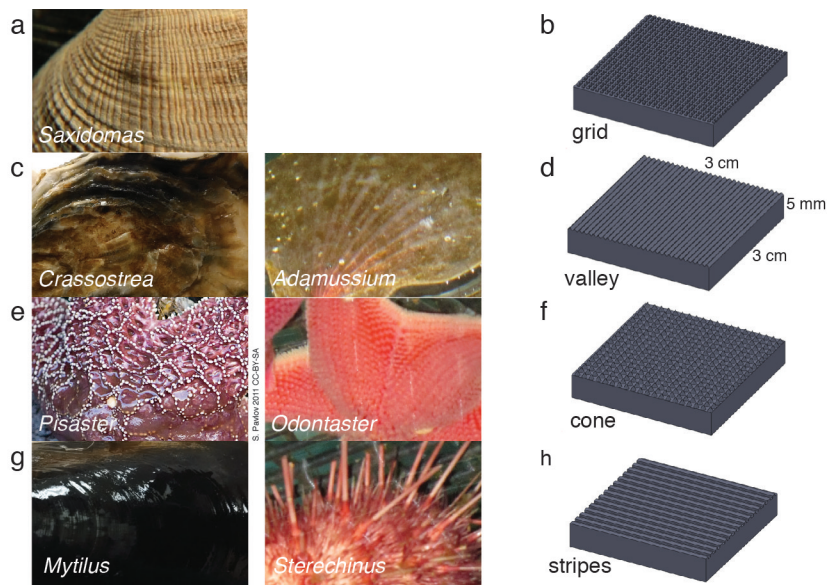 a
Saxidomas
b
grid
c
Crassostrea
Adamussium
d
3 cm
5 mm
3 cm
valley
e
Pisaster
S. Pavlov 2011 CC-BY-SA
Odontaster
f
cone
g
Mytilus
Sterechinus
h
stripes